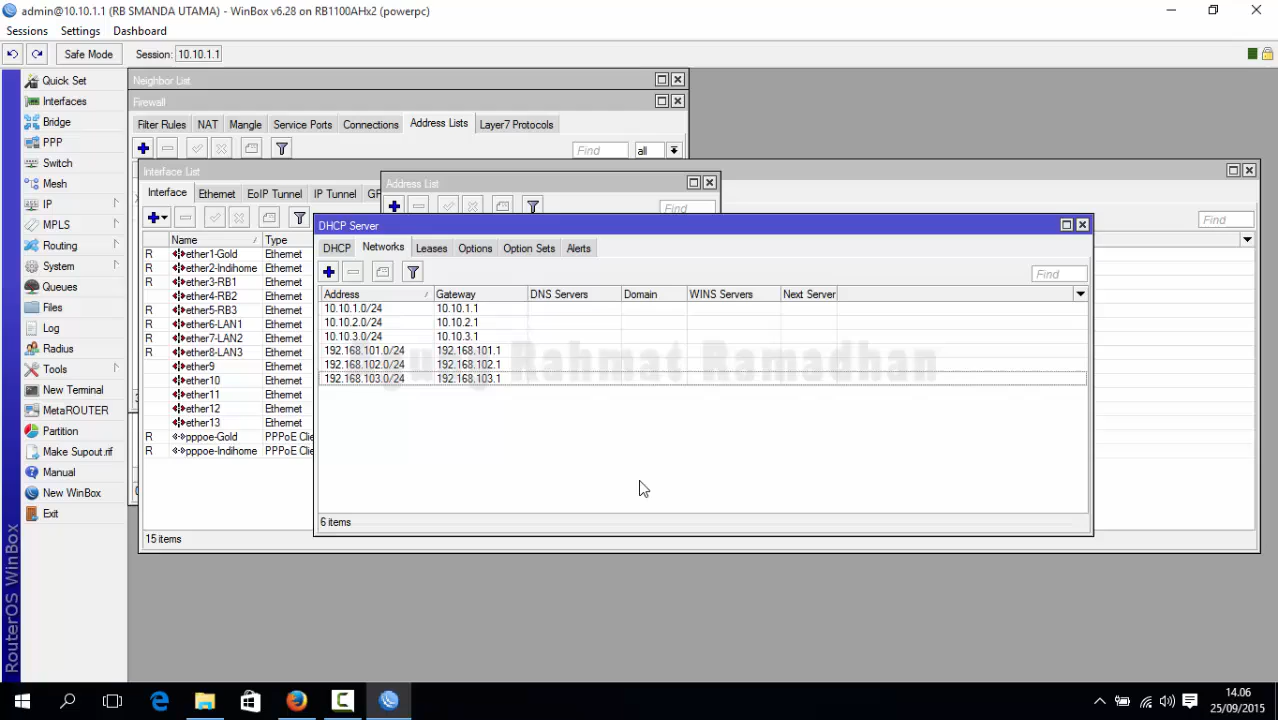 admin@10.10.1.1 (RB SMANDA UTAMA) - WinBox v6.28 on RB1100AHx2 (powerpc)
Sessions Settings Dashboard
Safe Mode Session: 10.10.1.1
Quick Set
Interfaces
Bridge
PPP
Switch
Mesh
IP
MPLS
Routing
System
Queues
Files
Log
Radius
Tools
New Terminal
MetaROUTER
Partition
Make Supout.rif
Manual
New WinBox
Exit
RouterOS WinBox
Neighbor List
Firewall
Filter Rules NAT Mangle Service Ports Connections Address Lists Layer7 Protocols
Find all
Interface List
Interface Ethernet EoIP Tunnel IP Tunnel
Find
Name Type
R ether1-Gold Ethernet
R ether2-Indihome Ethernet
R ether3-RB1 Ethernet
ether4-RB2 Ethernet
R ether5-RB3 Ethernet
R ether6-LAN1 Ethernet
R ether7-LAN2 Ethernet
R ether8-LAN3 Ethernet
ether9 Ethernet
ether10 Ethernet
ether11 Ethernet
ether12 Ethernet
ether13 Ethernet
R pppoe-Gold PPPoE Clie
R pppoe-Indihome PPPoE Clie
15 items
Address List
Find
DHCP Server
DHCP Networks Leases Options Option Sets Alerts
Find
Address Gateway DNS Servers Domain WINS Servers Next Server
10.10.1.0/24 10.10.1.1
10.10.2.0/24 10.10.2.1
10.10.3.0/24 10.10.3.1
192.168.101.0/24 192.168.101.1
192.168.102.0/24 192.168.102.1
192.168.103.0/24 192.168.103.1
Rahmat Ramadhan
6 items
14.06
25/09/2015